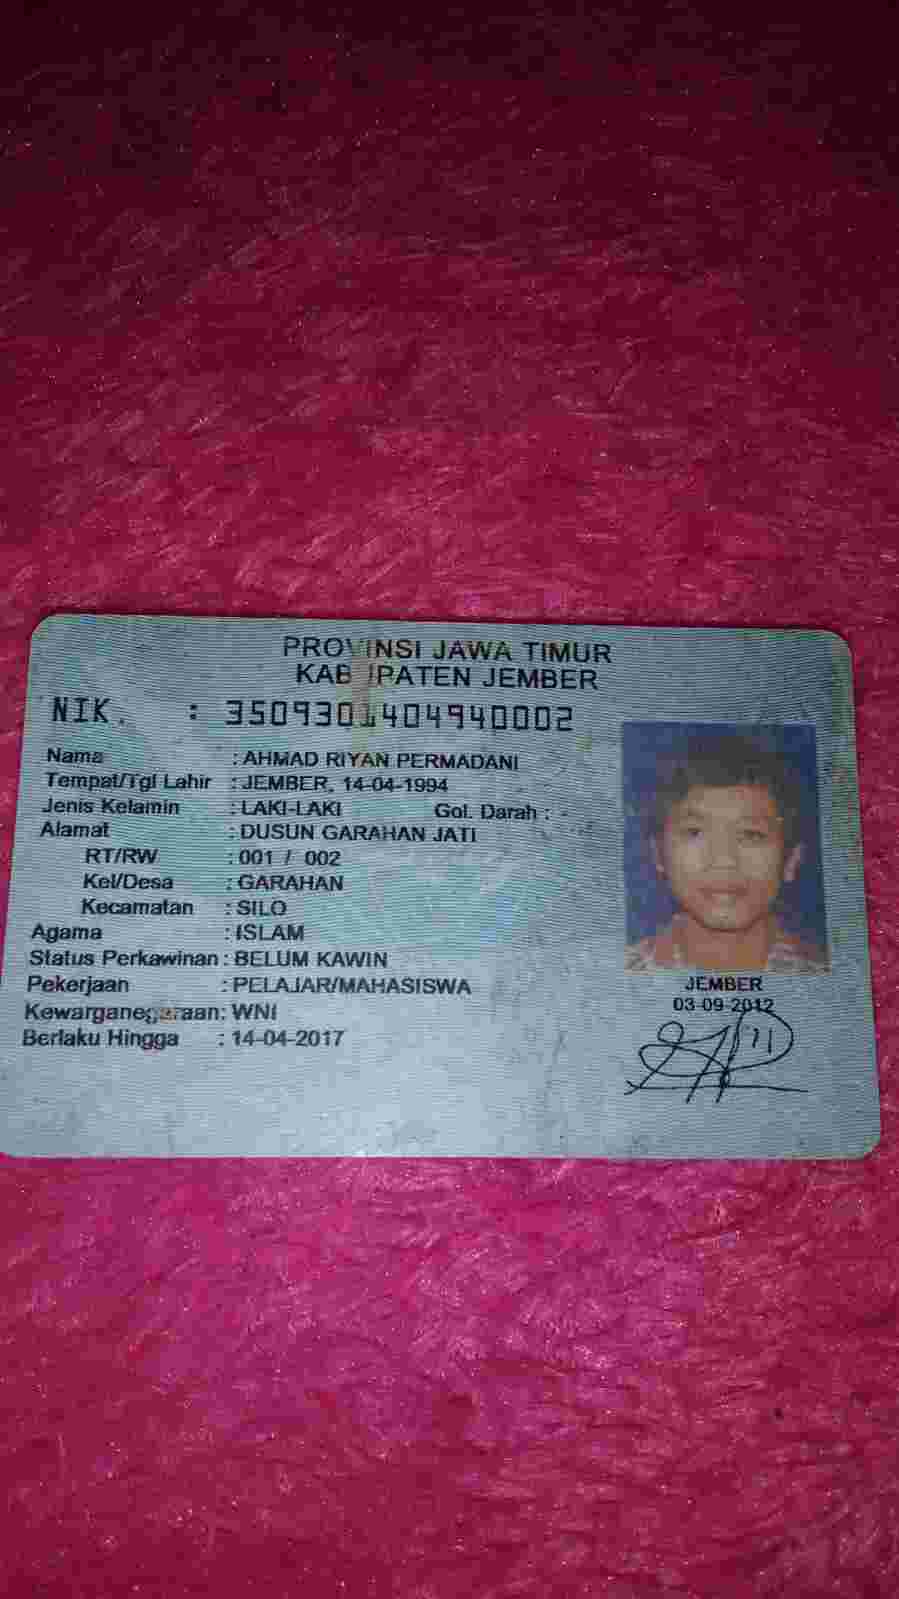 PROVINSI JAWA TIMUR
KABUPATEN JEMBER
NIK : 3509301404940002
Nama : AHMAD RIYAN PERMADANI
Tempat/Tgl Lahir : JEMBER, 14-04-1994
Jenis Kelamin : LAKI-LAKI Gol. Darah : -
Alamat : DUSUN GARAHAN JATI
RT/RW : 001 / 002
Kel/Desa : GARAHAN
Kecamatan : SILO
Agama : ISLAM
Status Perkawinan : BELUM KAWIN
Pekerjaan : PELAJAR/MAHASISWA
Kewarganegaraan: WNI
Berlaku Hingga : 14-04-2017
JEMBER
03-09-2012